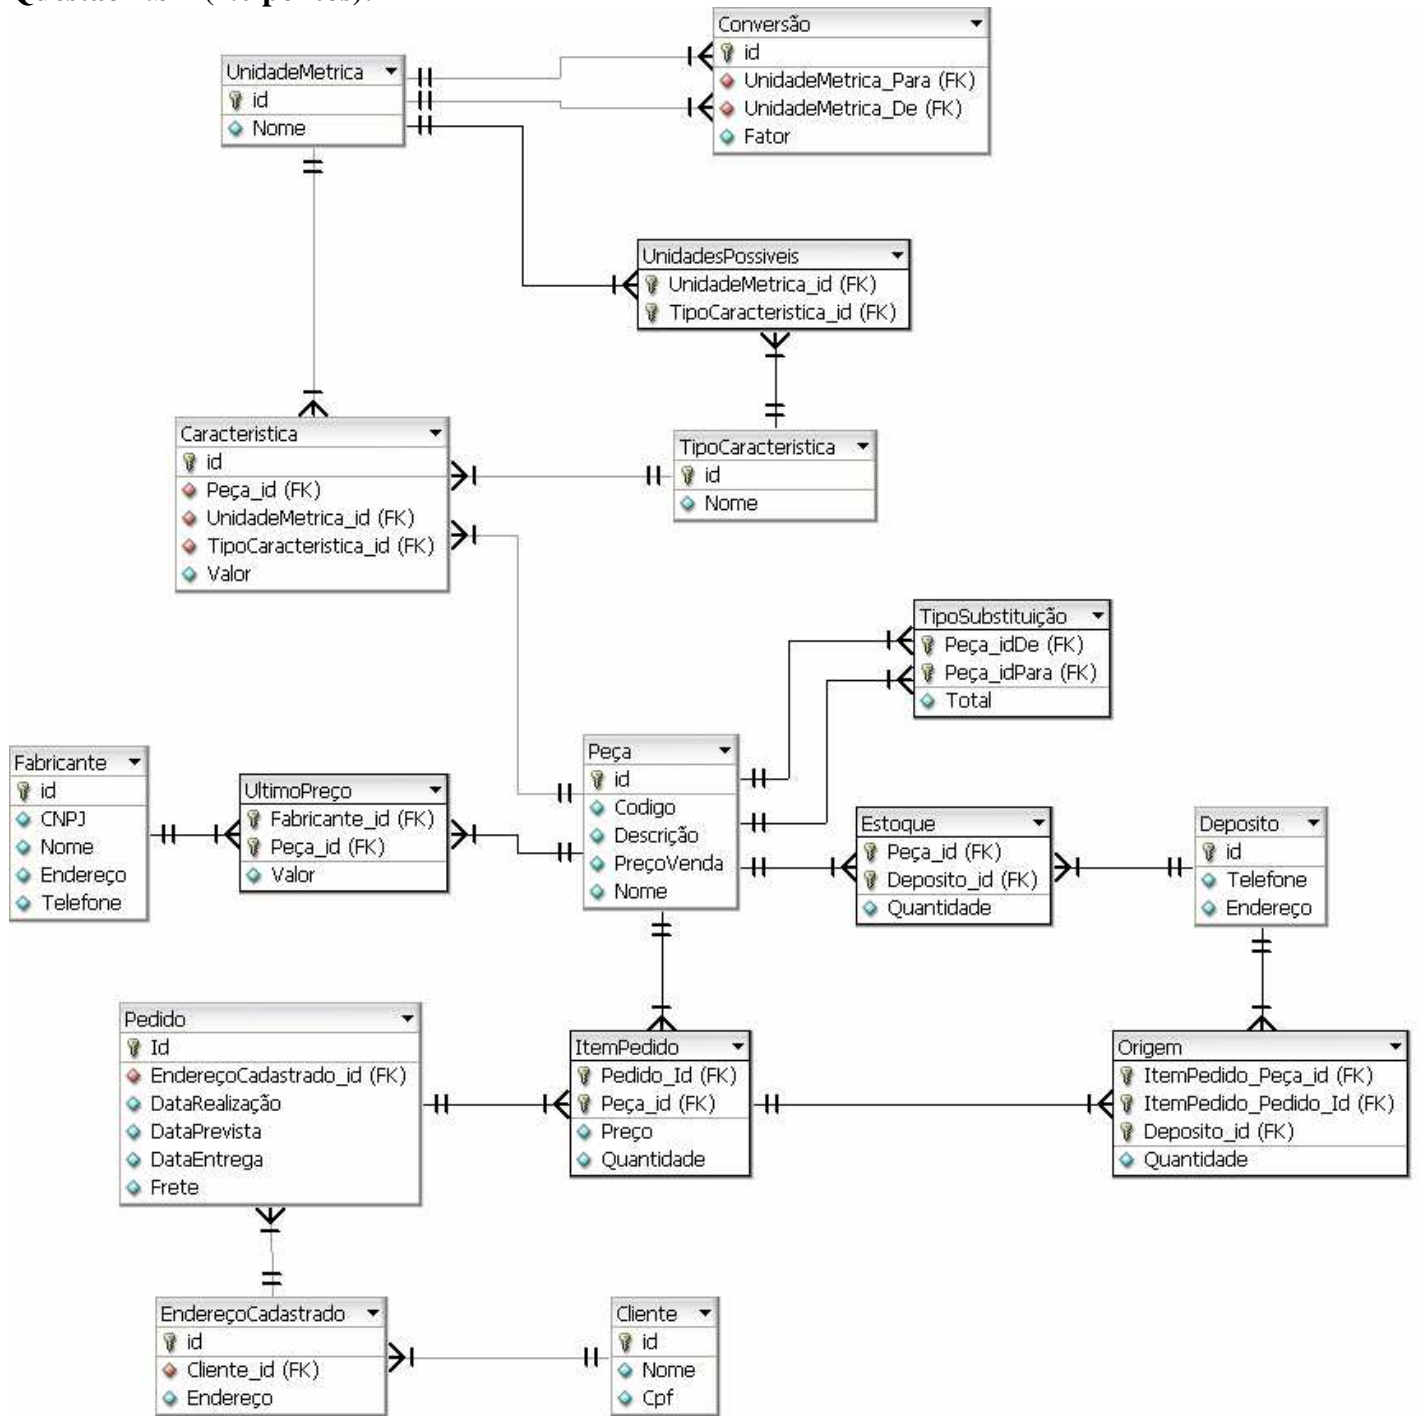 Conversão
id
UnidadeMetrica_Para (FK)
UnidadeMetrica_De (FK)
Fator
UnidadeMetrica
id
Nome
UnidadesPossiveis
UnidadeMetrica_id (FK)
TipoCaracteristica_id (FK)
Caracteristica
id
Peça_id (FK)
UnidadeMetrica_id (FK)
TipoCaracteristica_id (FK)
Valor
TipoCaracteristica
id
Nome
TipoSubstituição
Peça_idDe (FK)
Peça_idPara (FK)
Total
Fabricante
id
CNPJ
Nome
Endereço
Telefone
UltimoPreço
Fabricante_id (FK)
Peça_id (FK)
Valor
Peça
id
Codigo
Descrição
PreçoVenda
Nome
Estoque
Peça_id (FK)
Deposito_id (FK)
Quantidade
Deposito
id
Telefone
Endereço
Pedido
Id
EndereçoCadastrado_id (FK)
DataRealização
DataPrevista
DataEntrega
Frete
ItemPedido
Pedido_Id (FK)
Peça_id (FK)
Preço
Quantidade
Origem
ItemPedido_Peça_id (FK)
ItemPedido_Pedido_Id (FK)
Deposito_id (FK)
Quantidade
EndereçoCadastrado
id
Cliente_id (FK)
Endereço
Cliente
id
Nome
Cpf